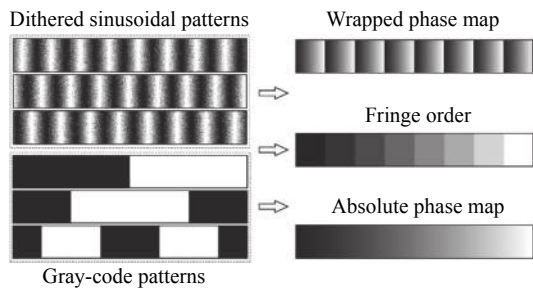 Dithered sinusoidal patterns
Wrapped phase map
Fringe order
Absolute phase map
Gray-code patterns